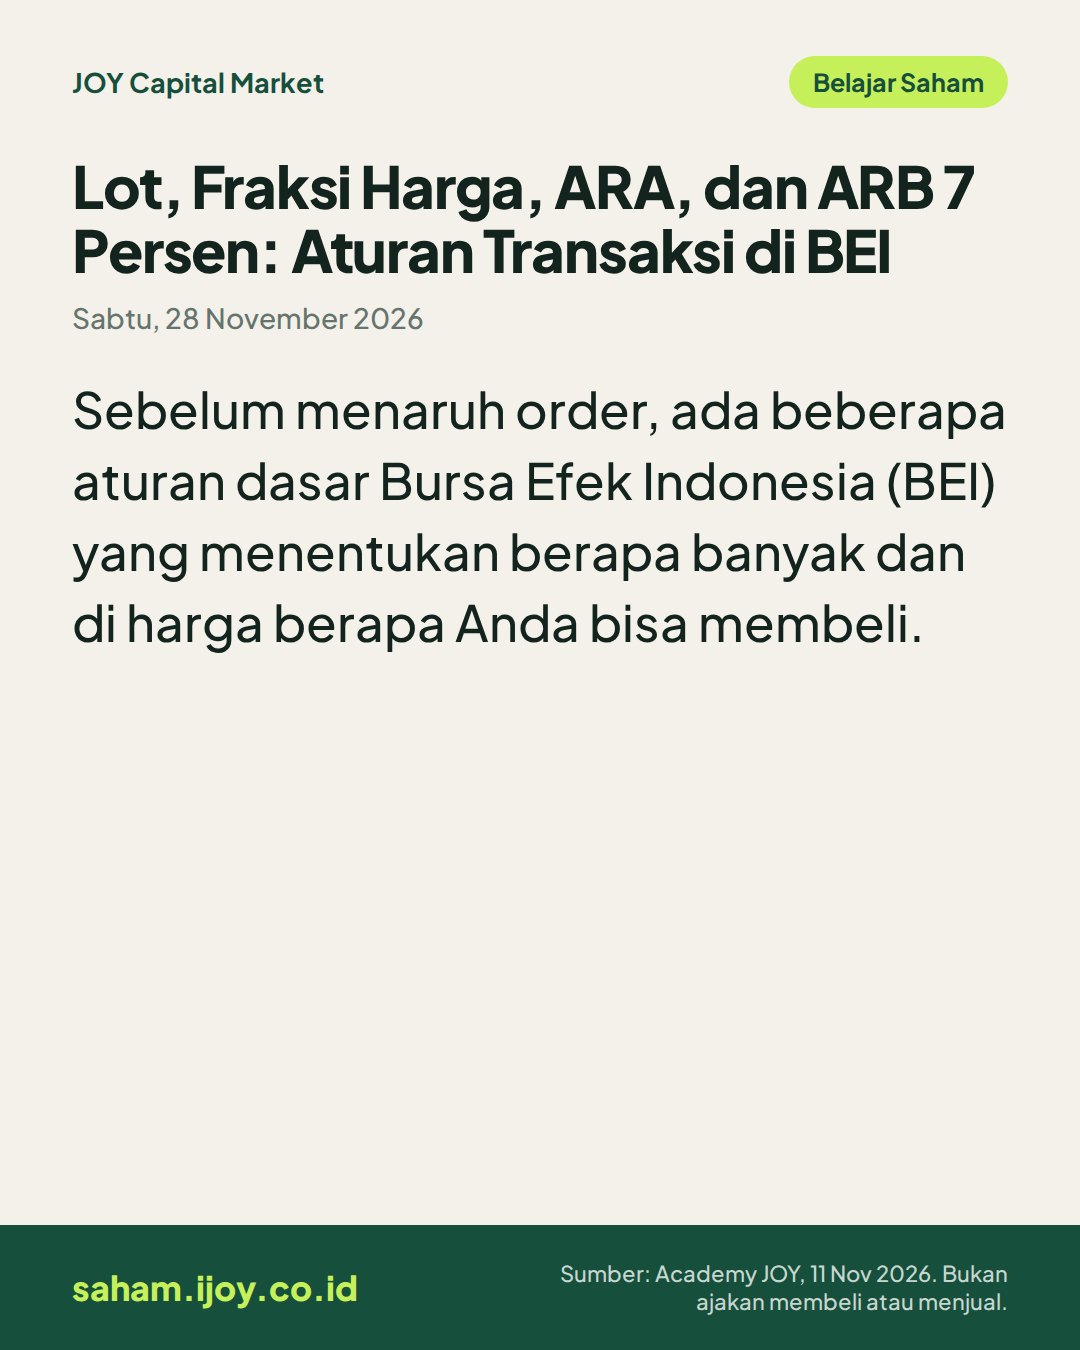 JOY Capital Market
Belajar Saham
Lot, Fraksi Harga, ARA, dan ARB 7
Persen: Aturan Transaksi di BEI
Sabtu, 28 November 2026
Sebelum menaruh order, ada beberapa
aturan dasar Bursa Efek Indonesia (BEI)
yang menentukan berapa banyak dan
di harga berapa Anda bisa membeli.
saham.ijoy.co.id
Sumber: Academy JOY, 11 Nov 2026. Bukan
ajakan membeli atau menjual.